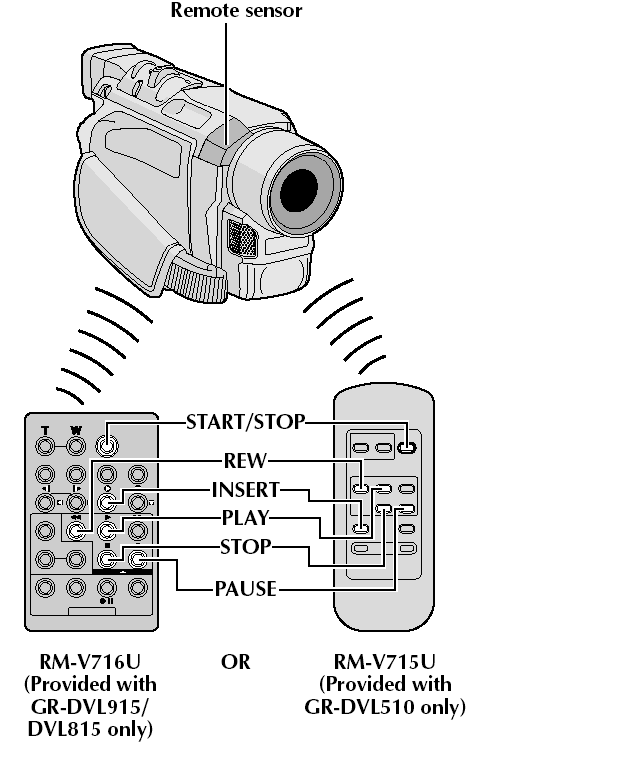 Remote sensor
START/STOP
REW
INSERT
PLAY
STOP
PAUSE
T W
RM-V716U
(Provided with
GR-DVL915/
DVL815 only)
OR
RM-V715U
(Provided with
GR-DVL510 only)